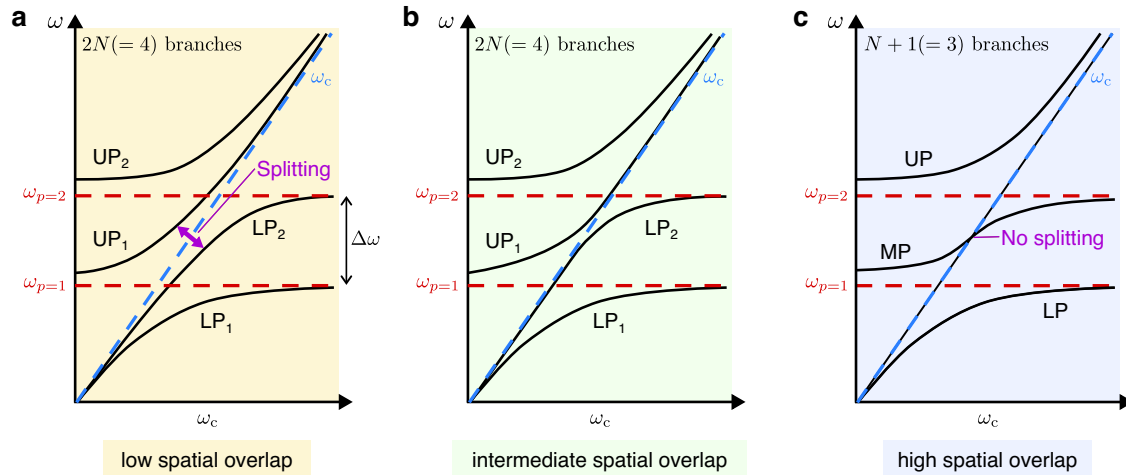 a
ω
2N(= 4) branches
ωc
UP2
Splitting
ωp=2
UP1
LP2
Δω
ωp=1
LP1
ωc
low spatial overlap
b
ω
2N(= 4) branches
ωc
UP2
ωp=2
UP1
LP2
ωp=1
LP1
ωc
intermediate spatial overlap
c
ω
N + 1(= 3) branches
ωc
UP
ωp=2
MP
No splitting
ωp=1
LP
ωc
high spatial overlap